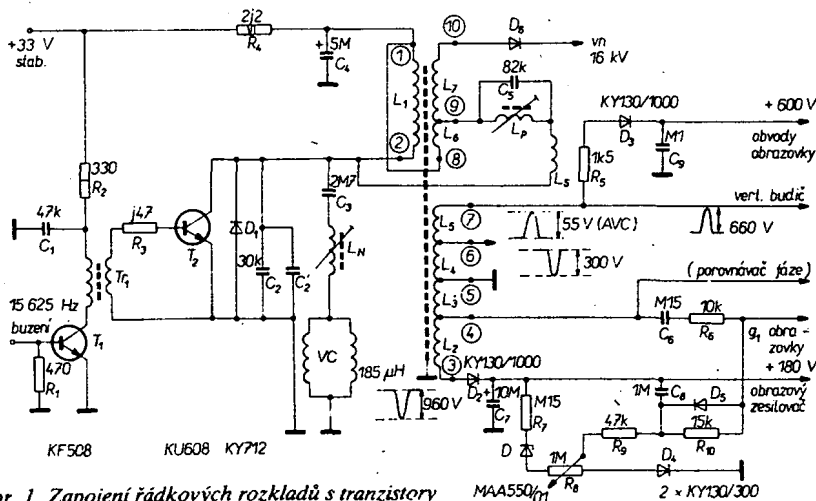 +33 V
stab.
2j2
R4
+
5M
C4
1
L1
2
10
D6
vn
16 kV
L7
9
L6
8
82k
C5
Lp
Ls
KY130/1000
D3
M1
C9
+ 600 V
obvody
obrazovky
1k5
R5
330
R2
47k
C1
j47
R3
T2
Tr1
D1
30k
C2
C2'
2M7
C3
LN
VC
185 μH
15 625 Hz
buzení
T1
470
R1
7
L5
6
L4
5
L3
4
L2
3
vert. budič
55 V (AVC)
660 V
300 V
(porovnávač fáze)
M15
C6
10k
R6
g1 obra -
zovky
KY130/1000
D2
+
10M
C7
960 V
M15
R7
D
1M
R8
47k
R9
1M
C8
D5
15k
R10
D4
+ 180 V
obrazový
zesilovač
KF508
KU608
KY712
MAA550/01
2 × KY130/300
or. 1. Zapojení řádkových rozkladů s tranzistory